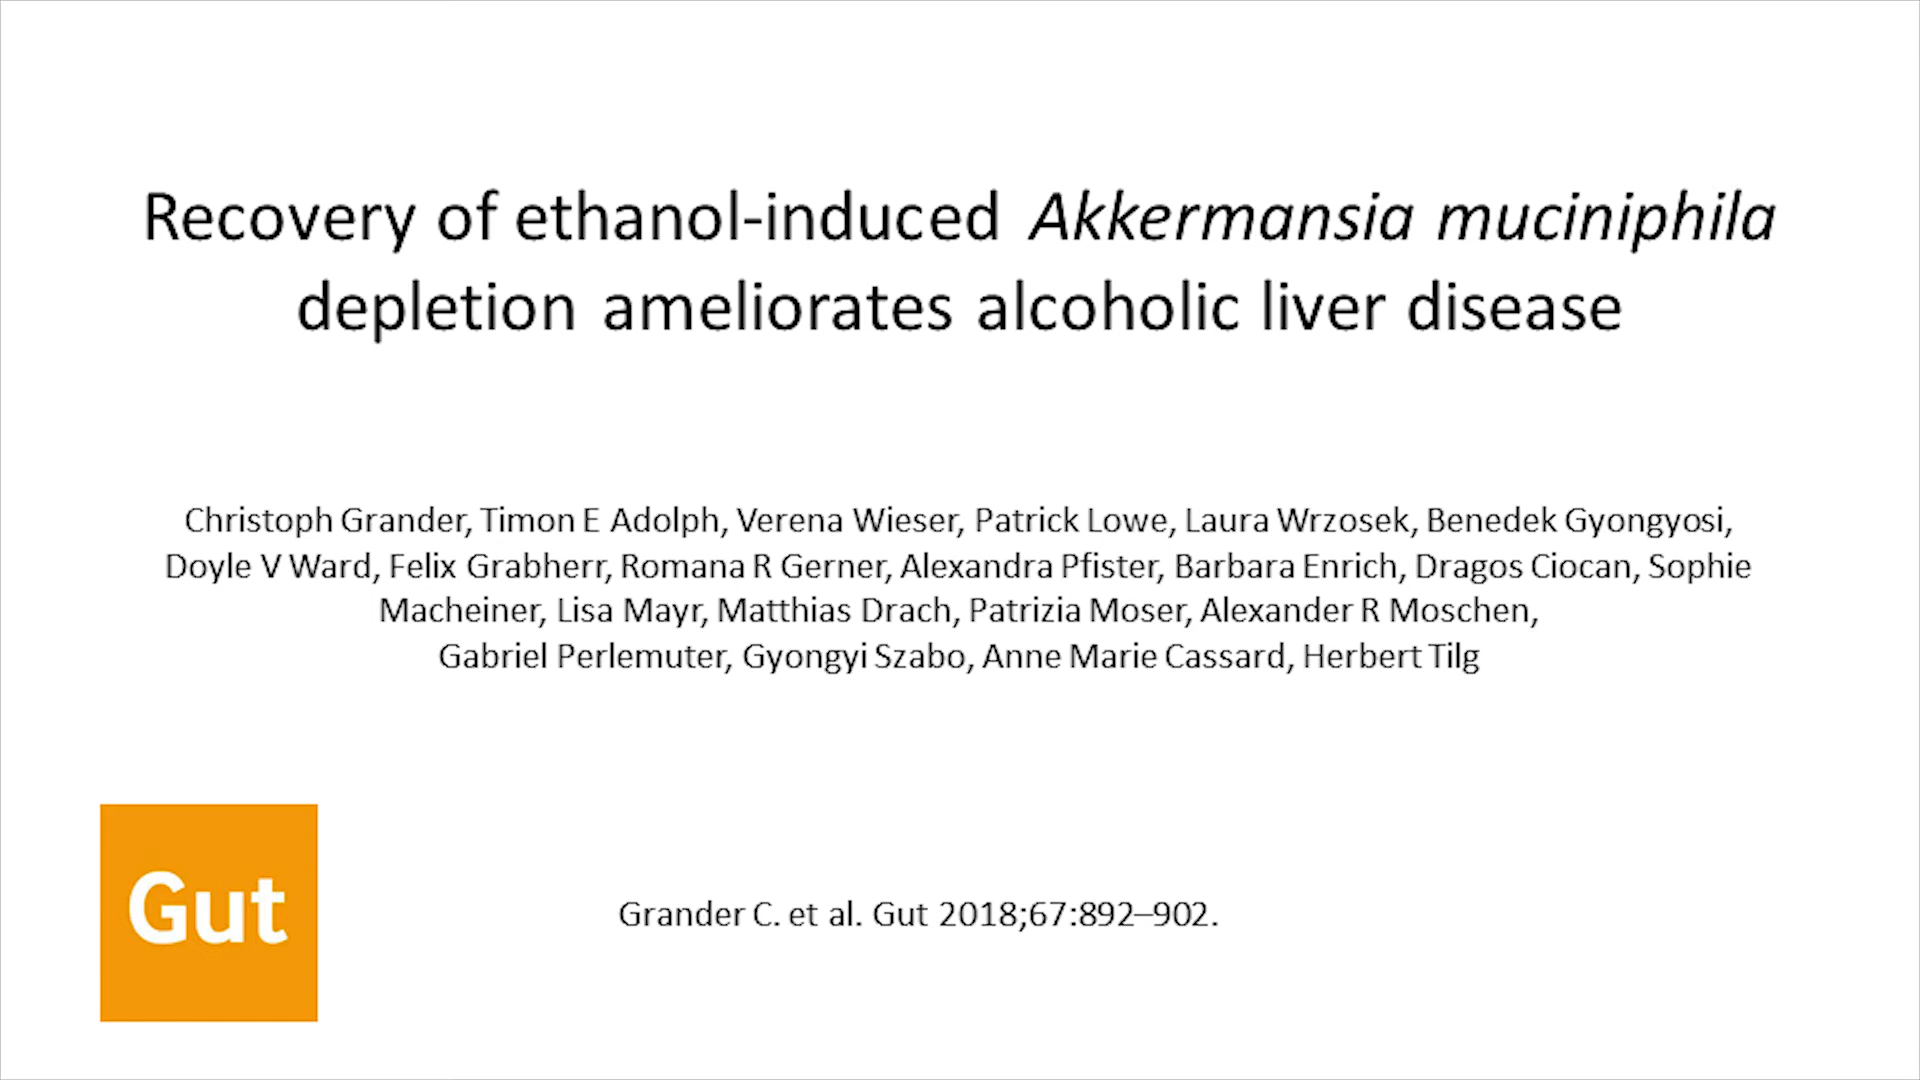 Recovery of ethanol-induced Akkermansia muciniphila
depletion ameliorates alcoholic liver disease
Christoph Grander, Timon E Adolph, Verena Wieser, Patrick Lowe, Laura Wrzosek, Benedek Gyongyosi,
Doyle V Ward, Felix Grabherr, Romana R Gerner, Alexandra Pfister, Barbara Enrich, Dragos Ciocan, Sophie
Macheiner, Lisa Mayr, Matthias Drach, Patrizia Moser, Alexander R Moschen,
Gabriel Perlemuter, Gyongyi Szabo, Anne Marie Cassard, Herbert Tilg
Gut
Grander C. et al. Gut 2018;67:892–902.